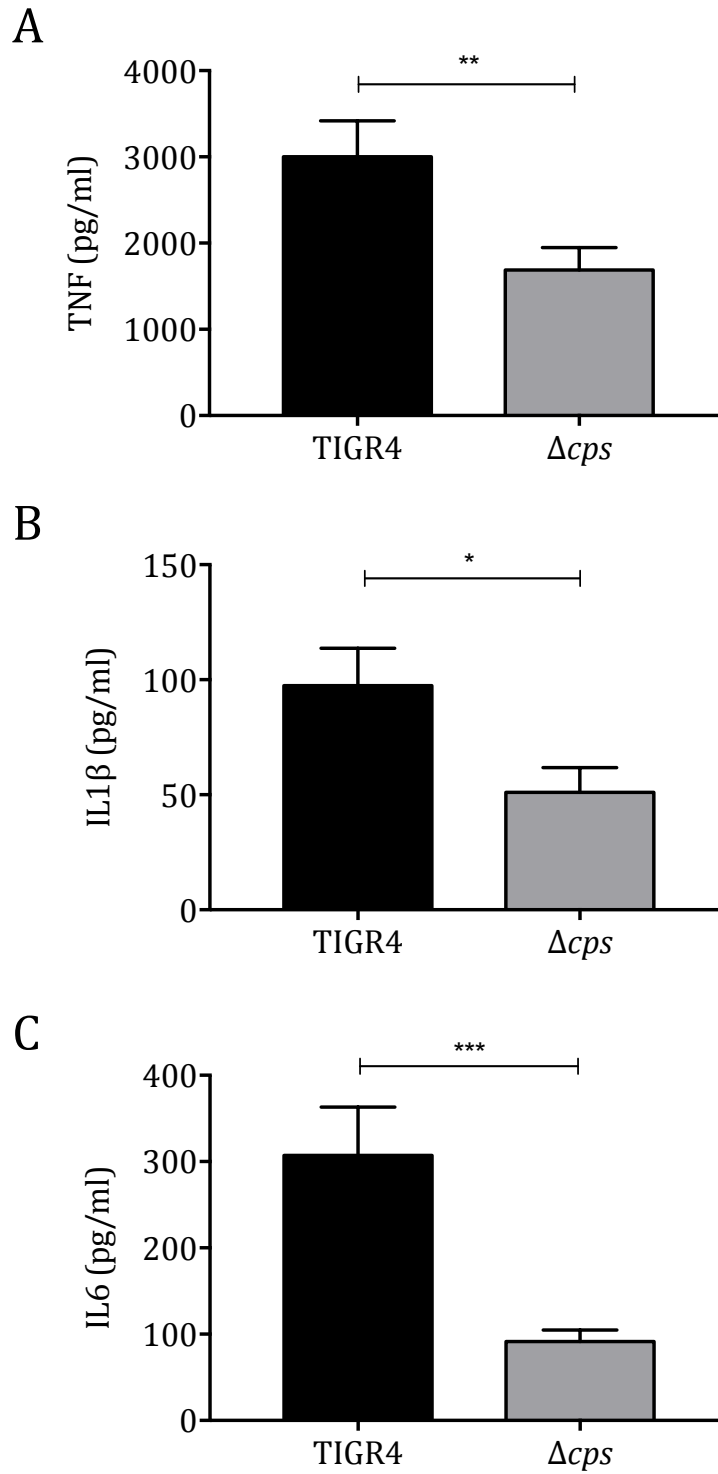 A
**
4000
3000
2000
1000
0
TNF (pg/ml)
TIGR4 Δcps
B
*
150
100
50
0
IL1β (pg/ml)
TIGR4 Δcps
C
***
400
300
200
100
0
IL6 (pg/ml)
TIGR4 Δcps